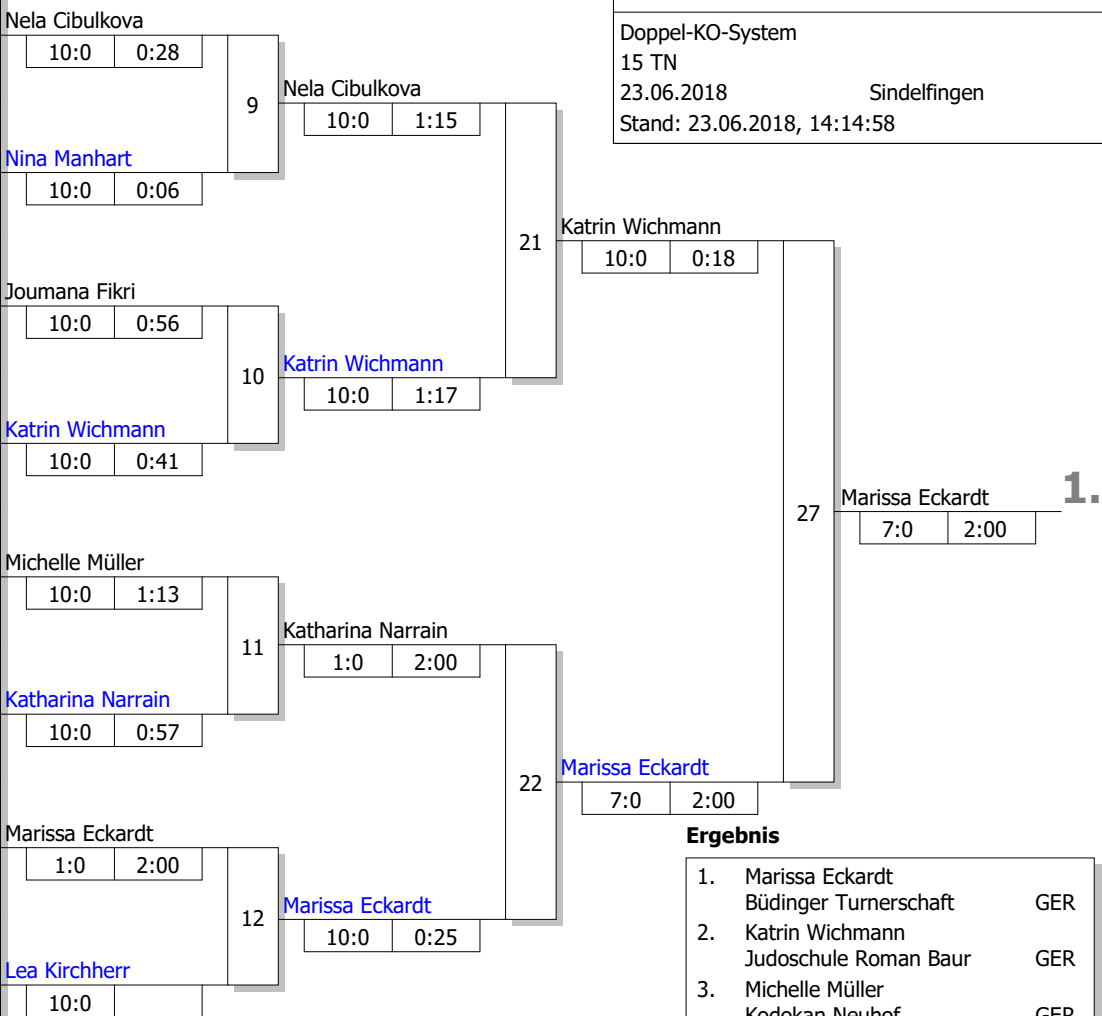 Doppel-KO-System
15 TN
23.06.2018 Sindelfingen
Stand: 23.06.2018, 14:14:58
Nela Cibulkova
10:0 0:28
9
Nina Manhart
10:0 0:06
Joumana Fikri
10:0 0:56
10
Katrin Wichmann
10:0 0:41
Michelle Müller
10:0 1:13
11
Katharina Narrain
10:0 0:57
Marissa Eckardt
1:0 2:00
12
Lea Kirchherr
10:0
Nela Cibulkova
10:0 1:15
21
Katrin Wichmann
10:0 1:17
Katharina Narrain
1:0 2:00
22
Marissa Eckardt
10:0 0:25
Katrin Wichmann
10:0 0:18
27
Marissa Eckardt
7:0 2:00
Marissa Eckardt 1.
7:0 2:00
Ergebnis
1. Marissa Eckardt
Büdinger Turnerschaft GER
2. Katrin Wichmann
Judoschule Roman Baur GER
3. Michelle Müller
Kodokan Neuhof GER